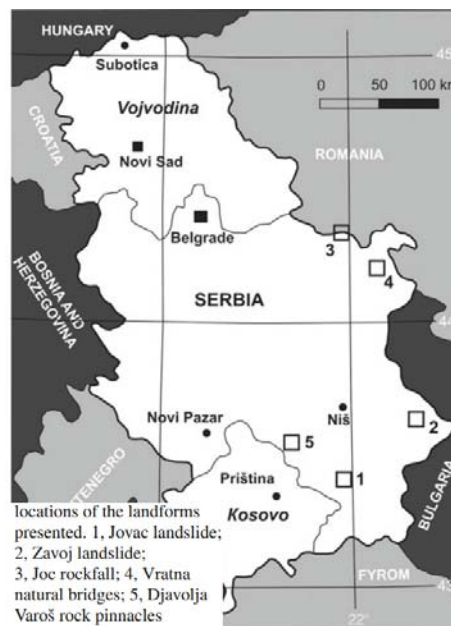 HUNGARY
45
Subotica
0 50 100 km
Vojvodina
CROATIA
Novi Sad
ROMANIA
Belgrade
3
4
BOSNIA AND
HERZEGOVINA
SERBIA
44
Novi Pazar
Niš
2
5
1
Priština
BULGARIA
TENEGRO
Kosovo
locations of the landforms
presented. 1, Jovac landslide;
2, Zavoj landslide;
3, Joc rockfall; 4, Vratna
natural bridges; 5, Djavolja
Varoš rock pinnacles
FYROM
43
22°